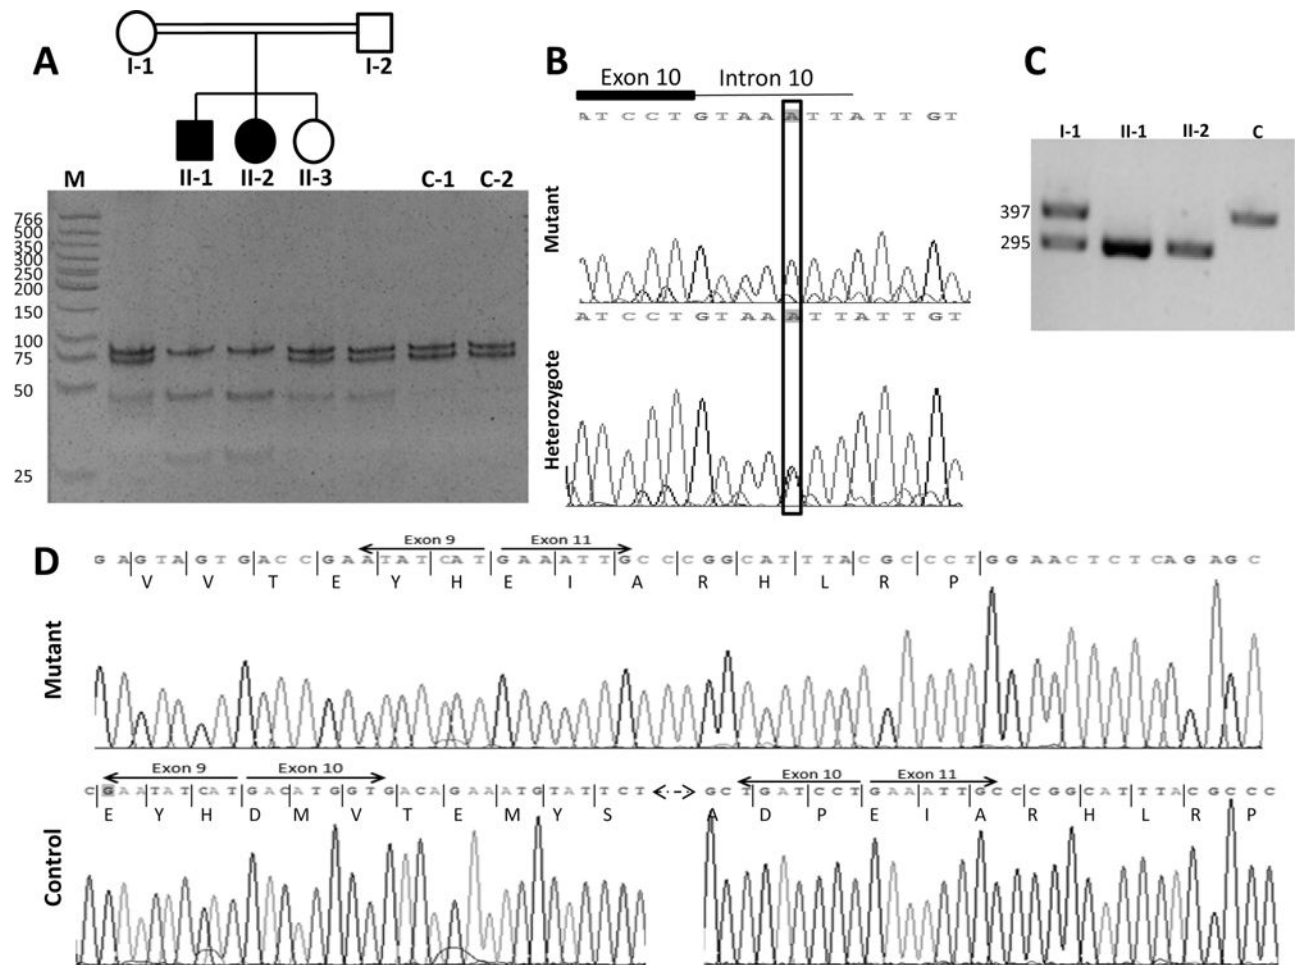 A
I-1 I-2
II-1 II-2 II-3
M C-1 C-2
766
500
350
300
250
200
150
100
75
50
25
B
Exon 10 Intron 10
A T C C T G T A A A T T A T T G T
Mutant
A T C C T G T A A A T T A T T G T
Heterozygote
C
I-1 II-1 II-2 C
397
295
D
Exon 9 Exon 11
G A G T A G T G A C C G A A T A T C A T G A A A T T G C C C G G C A T T T A C G C C C T G G A A C T C T C A G A G C
V V T E Y H E I A R H L R P
Mutant
Exon 9 Exon 10 Exon 10 Exon 11
C G A A T A T C A T G A C A T G G T G A C A G A A A T G T A T T C T <--> G C T G A T C C T G A A A T T G C C C G G C A T T T A C G C C C
E Y H D M V T E M Y S A D P E I A R H L R P
Control